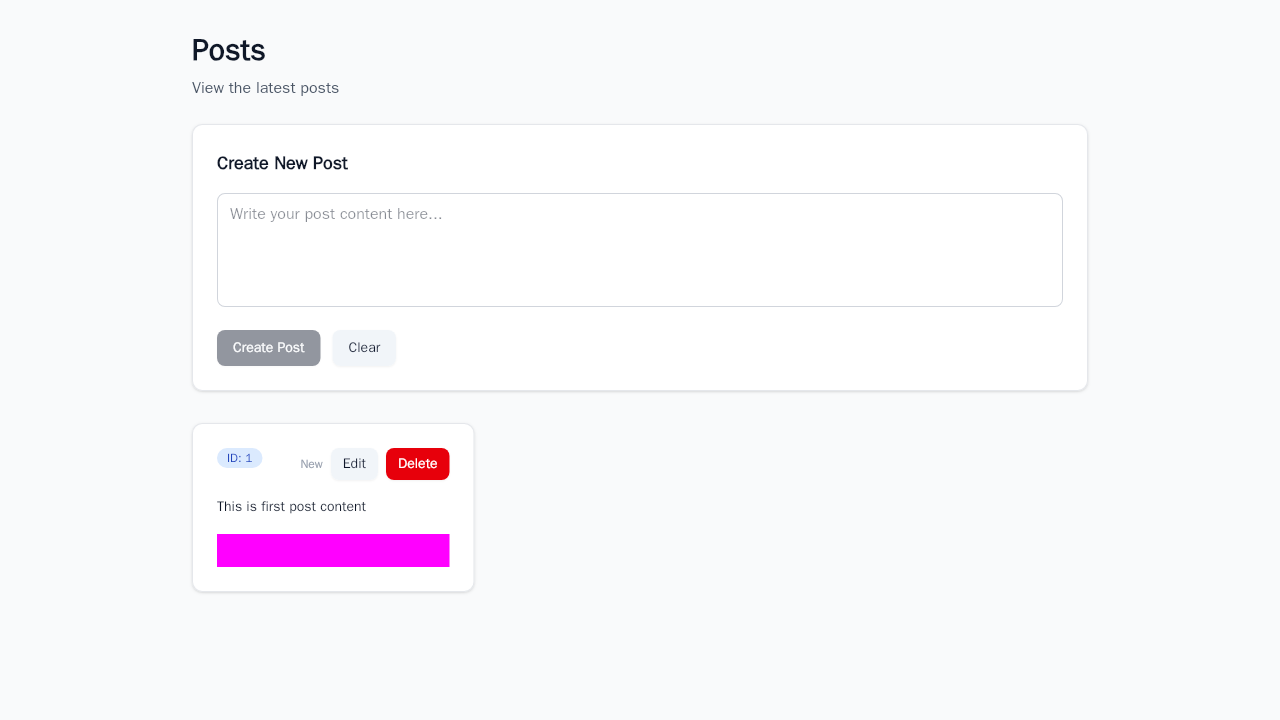 Posts
View the latest posts
Create New Post
Write your post content here...
Create Post
Clear
ID: 1
New
Edit
Delete
This is first post content